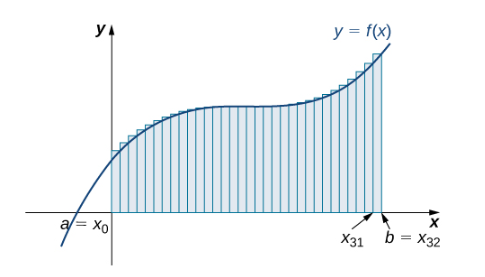 y
y = f(x)
a = x₀
x
x₃₁
b = x₃₂